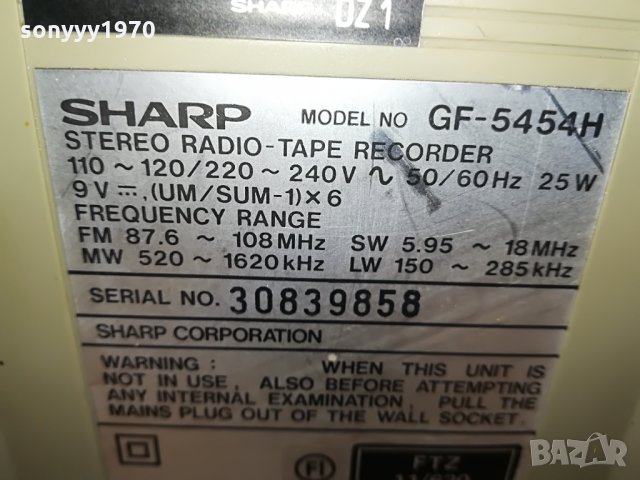 sonyyy1970
SHARP OZ1
SHARP MODEL NO GF-5454H
STEREO RADIO-TAPE RECORDER
110 ~ 120/220 ~ 240V ∿ 50/60Hz 25W
9V ⎓, (UM/SUM-1)×6
FREQUENCY RANGE
FM 87.6 ~ 108MHz SW 5.95 ~ 18MHz
MW 520 ~ 1620kHz LW 150 ~ 285kHz
SERIAL NO. 30839858
SHARP CORPORATION
WARNING : WHEN THIS UNIT IS
NOT IN USE, ALSO BEFORE ATTEMPTING
ANY INTERNAL EXAMINATION, PULL THE
MAINS PLUG OUT OF THE WALL SOCKET.
FI FTZ
BAZAR